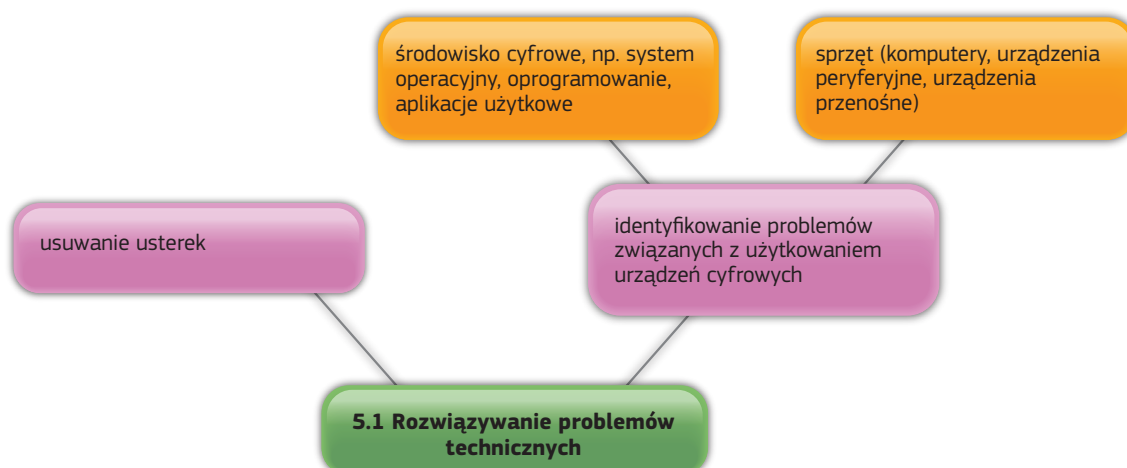 środowisko cyfrowe, np. system
operacyjny, oprogramowanie,
aplikacje użytkowe
sprzęt (komputery, urządzenia
peryferyjne, urządzenia
przenośne)
usuwanie usterek
identyfikowanie problemów
związanych z użytkowaniem
urządzeń cyfrowych
5.1 Rozwiązywanie problemów
technicznych